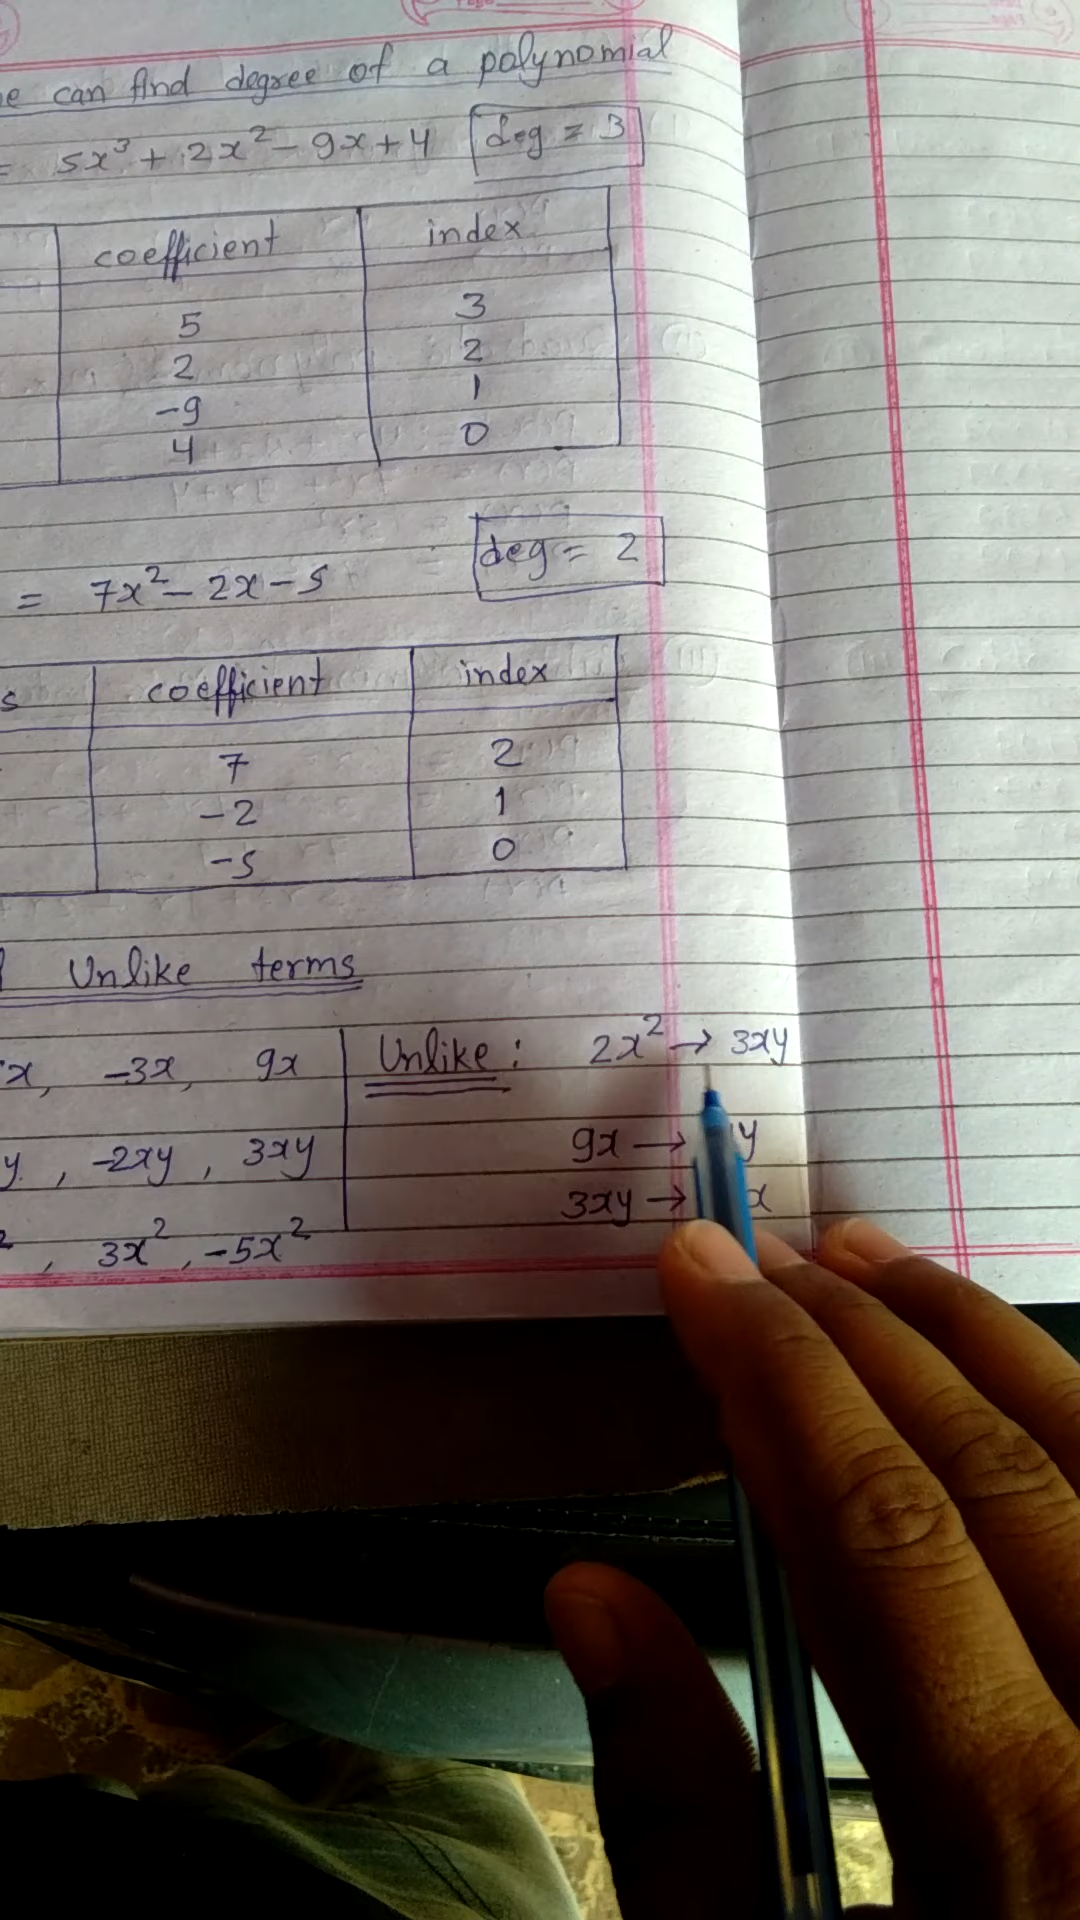 can find degree of a polynomial
= 5x³ + 2x² - 9x + 4 deg = 3
coefficient index
5 3
2 2
-9 1
4 0
= 7x² - 2x - 5 deg = 2
coefficient index
7 2
-2 1
-5 0
Unlike terms
x, -3x, 9x Unlike : 2x² → 3xy
y, -2xy, 3xy 9x → y
3xy → x
, 3x², -5x²